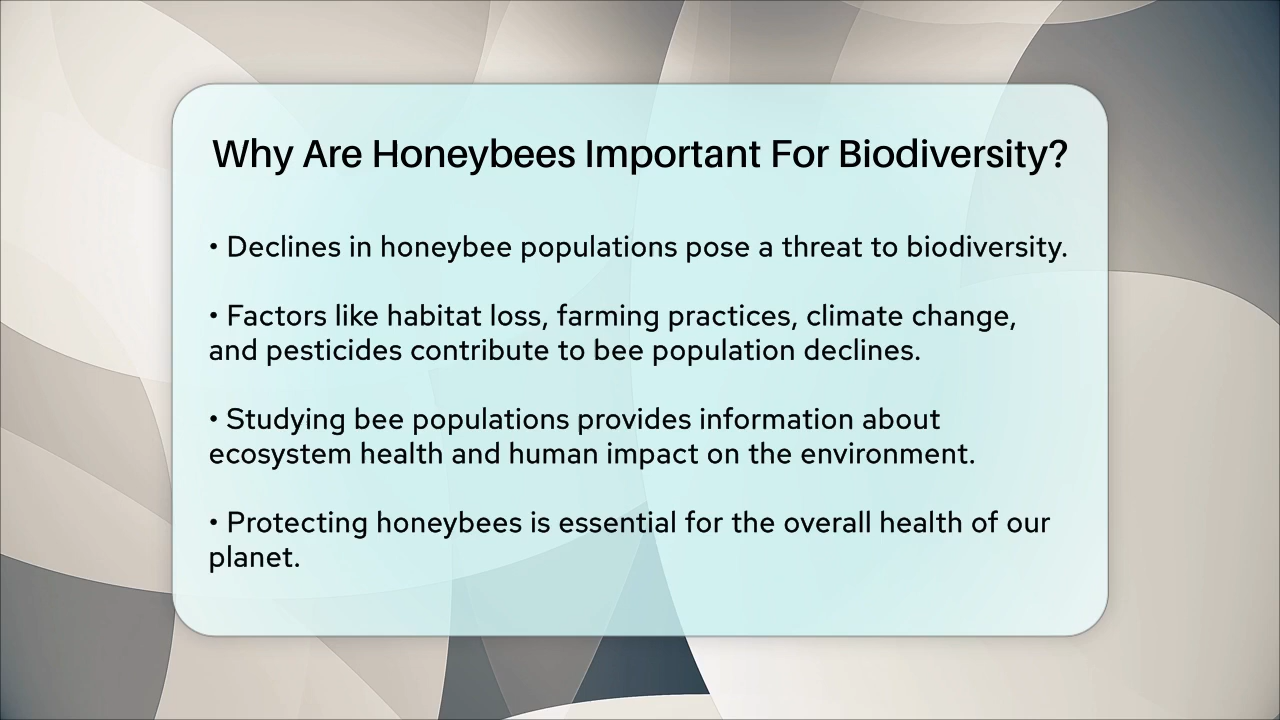 Why Are Honeybees Important For Biodiversity?
• Declines in honeybee populations pose a threat to biodiversity.
• Factors like habitat loss, farming practices, climate change,
and pesticides contribute to bee population declines.
• Studying bee populations provides information about
ecosystem health and human impact on the environment.
• Protecting honeybees is essential for the overall health of our
planet.